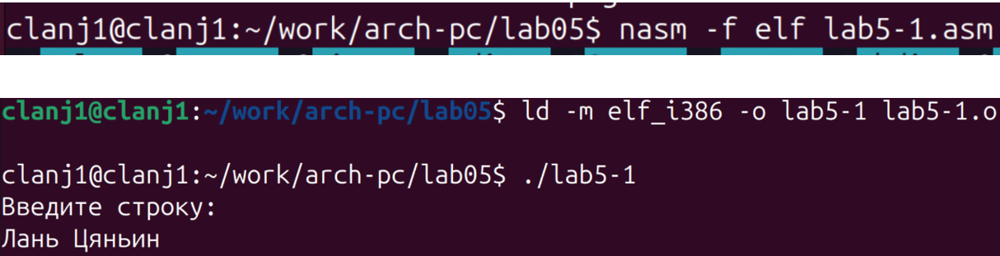 clanj1@clanj1:~/work/arch-pc/lab05$ nasm -f elf lab5-1.asm
clanj1@clanj1:~/work/arch-pc/lab05$ ld -m elf_i386 -o lab5-1 lab5-1.o
clanj1@clanj1:~/work/arch-pc/lab05$ ./lab5-1
Введите строку:
Лань Цяньин